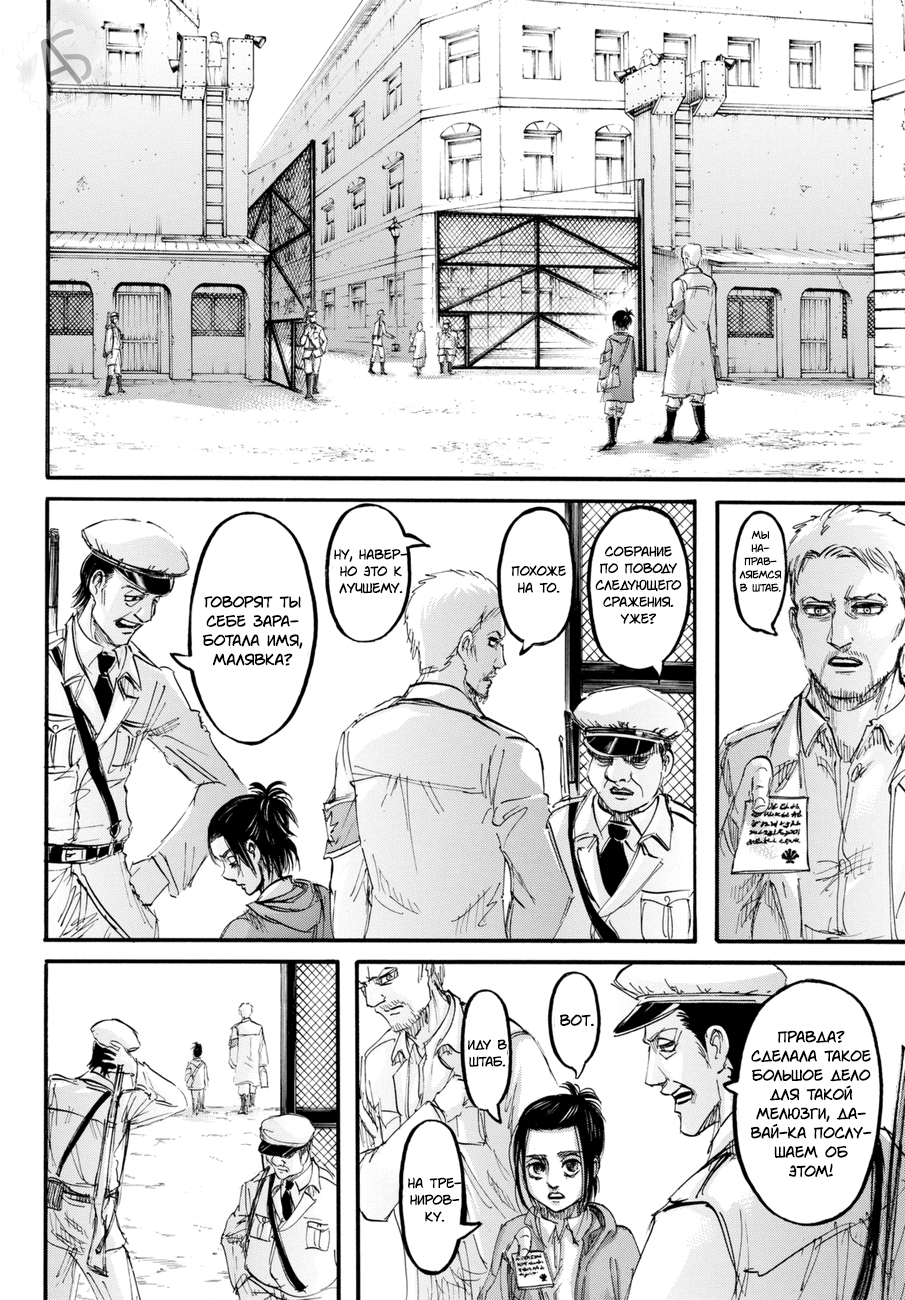 АБ
МЫ
НА-
ПРАВ-
ЛЯЕМСЯ
В ШТАБ.
СОБРАНИЕ
ПО ПОВОДУ
СЛЕДУЮЩЕГО
СРАЖЕНИЯ.
УЖЕ?
ПОХОЖЕ
НА ТО.
НУ, НАВЕР-
НО ЭТО К
ЛУЧШЕМУ.
ГОВОРЯТ ТЫ
СЕБЕ ЗАРА-
БОТАЛА ИМЯ,
МАЛЯВКА?
ПРАВДА?
СДЕЛАЛА ТАКОЕ
БОЛЬШОЕ ДЕЛО
ДЛЯ ТАКОЙ
МЕЛЮЗГИ, ДА-
ВАЙ-КА ПОСЛУ-
ШАЕМ ОБ
ЭТОМ!
ВОТ.
ИДУ В
ШТАБ.
НА ТРЕ-
НИРОВ-
КУ.